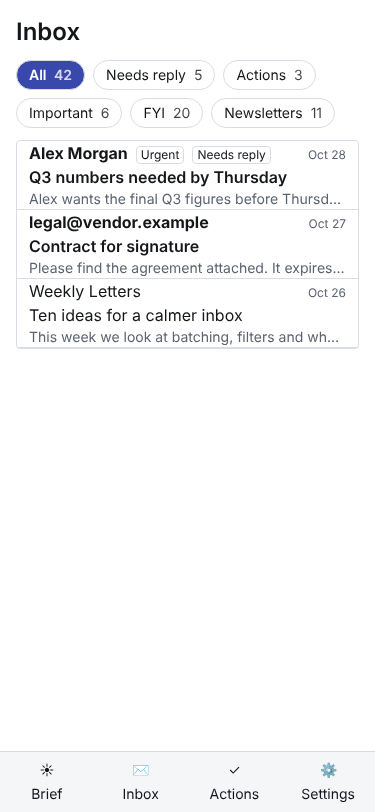 Inbox
All 42 Needs reply 5 Actions 3
Important 6 FYI 20 Newsletters 11
Alex Morgan Urgent Needs reply Oct 28
Q3 numbers needed by Thursday
Alex wants the final Q3 figures before Thursd...
legal@vendor.example Oct 27
Contract for signature
Please find the agreement attached. It expires...
Weekly Letters Oct 26
Ten ideas for a calmer inbox
This week we look at batching, filters and wh...
Brief Inbox Actions Settings